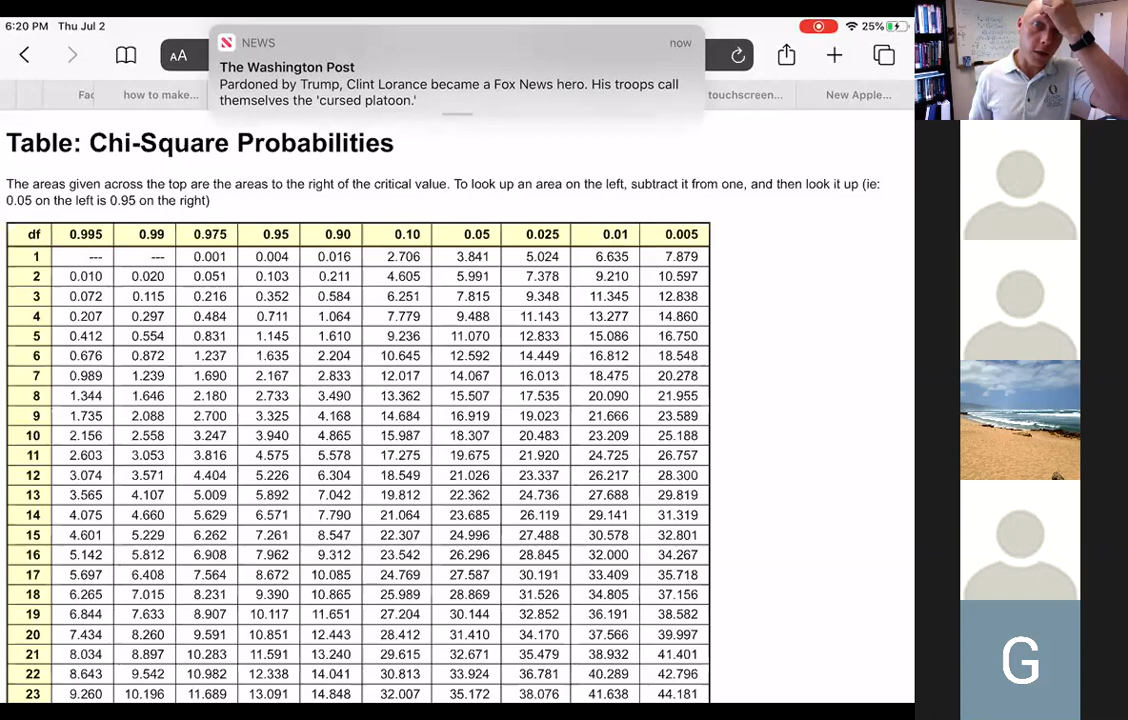 6:20 PM Thu Jul 2
25%
AA
NEWS
now
The Washington Post
Pardoned by Trump, Clint Lorance became a Fox News hero. His troops call
themselves the 'cursed platoon.'
Fac
how to make...
touchscreen...
New Apple...
Table: Chi-Square Probabilities
The areas given across the top are the areas to the right of the critical value. To look up an area on the left, subtract it from one, and then look it up (ie:
0.05 on the left is 0.95 on the right)
df 0.995 0.99 0.975 0.95 0.90 0.10 0.05 0.025 0.01 0.005
1 --- --- 0.001 0.004 0.016 2.706 3.841 5.024 6.635 7.879
2 0.010 0.020 0.051 0.103 0.211 4.605 5.991 7.378 9.210 10.597
3 0.072 0.115 0.216 0.352 0.584 6.251 7.815 9.348 11.345 12.838
4 0.207 0.297 0.484 0.711 1.064 7.779 9.488 11.143 13.277 14.860
5 0.412 0.554 0.831 1.145 1.610 9.236 11.070 12.833 15.086 16.750
6 0.676 0.872 1.237 1.635 2.204 10.645 12.592 14.449 16.812 18.548
7 0.989 1.239 1.690 2.167 2.833 12.017 14.067 16.013 18.475 20.278
8 1.344 1.646 2.180 2.733 3.490 13.362 15.507 17.535 20.090 21.955
9 1.735 2.088 2.700 3.325 4.168 14.684 16.919 19.023 21.666 23.589
10 2.156 2.558 3.247 3.940 4.865 15.987 18.307 20.483 23.209 25.188
11 2.603 3.053 3.816 4.575 5.578 17.275 19.675 21.920 24.725 26.757
12 3.074 3.571 4.404 5.226 6.304 18.549 21.026 23.337 26.217 28.300
13 3.565 4.107 5.009 5.892 7.042 19.812 22.362 24.736 27.688 29.819
14 4.075 4.660 5.629 6.571 7.790 21.064 23.685 26.119 29.141 31.319
15 4.601 5.229 6.262 7.261 8.547 22.307 24.996 27.488 30.578 32.801
16 5.142 5.812 6.908 7.962 9.312 23.542 26.296 28.845 32.000 34.267
17 5.697 6.408 7.564 8.672 10.085 24.769 27.587 30.191 33.409 35.718
18 6.265 7.015 8.231 9.390 10.865 25.989 28.869 31.526 34.805 37.156
19 6.844 7.633 8.907 10.117 11.651 27.204 30.144 32.852 36.191 38.582
20 7.434 8.260 9.591 10.851 12.443 28.412 31.410 34.170 37.566 39.997
21 8.034 8.897 10.283 11.591 13.240 29.615 32.671 35.479 38.932 41.401
22 8.643 9.542 10.982 12.338 14.041 30.813 33.924 36.781 40.289 42.796
23 9.260 10.196 11.689 13.091 14.848 32.007 35.172 38.076 41.638 44.181
G